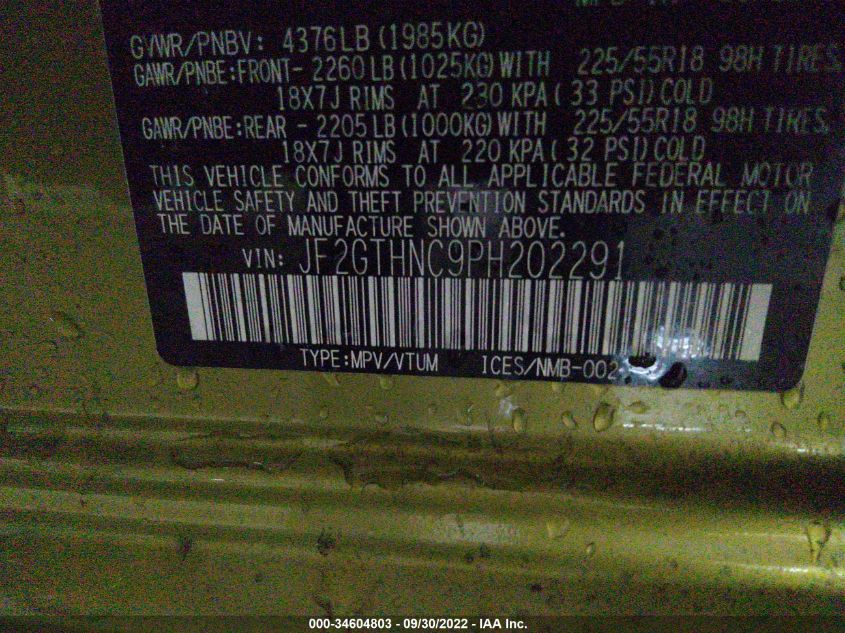 GVWR/PNBV: 4376LB (1985KG)
GAWR/PNBE:FRONT- 2260 LB (1025KG) WITH 225/55R18 98H TIRES,
18X7J RIMS AT 230 KPA ( 33 PSI) COLD
GAWR/PNBE:REAR - 2205 LB (1000KG) WITH 225/55R18 98H TIRES,
18X7J RIMS AT 220 KPA ( 32 PSI) COLD
THIS VEHICLE CONFORMS TO ALL APPLICABLE FEDERAL MOTOR
VEHICLE SAFETY AND THEFT PREVENTION STANDARDS IN EFFECT ON
THE DATE OF MANUFACTURE SHOWN ABOVE.
VIN: JF2GTHNC9PH202291
TYPE:MPV/VTUM ICES/NMB-002
000-34604803 - 09/30/2022 - IAA Inc.